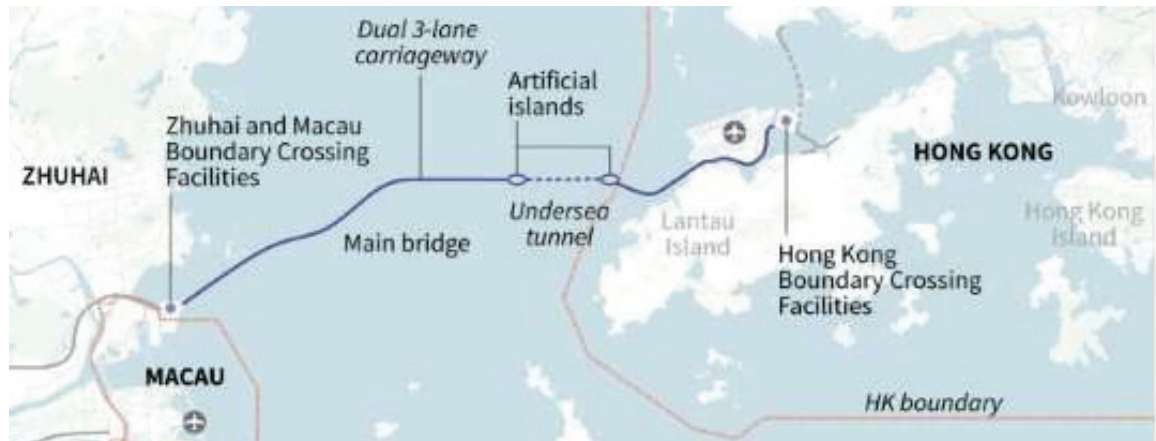 Dual 3-lane
carriageway
Artificial
islands
Zhuhai and Macau
Boundary Crossing
Facilities
ZHUHAI
Kowloon
HONG KONG
Undersea
tunnel
Lantau
Island
Hong Kong
Island
Main bridge
Hong Kong
Boundary Crossing
Facilities
MACAU
HK boundary